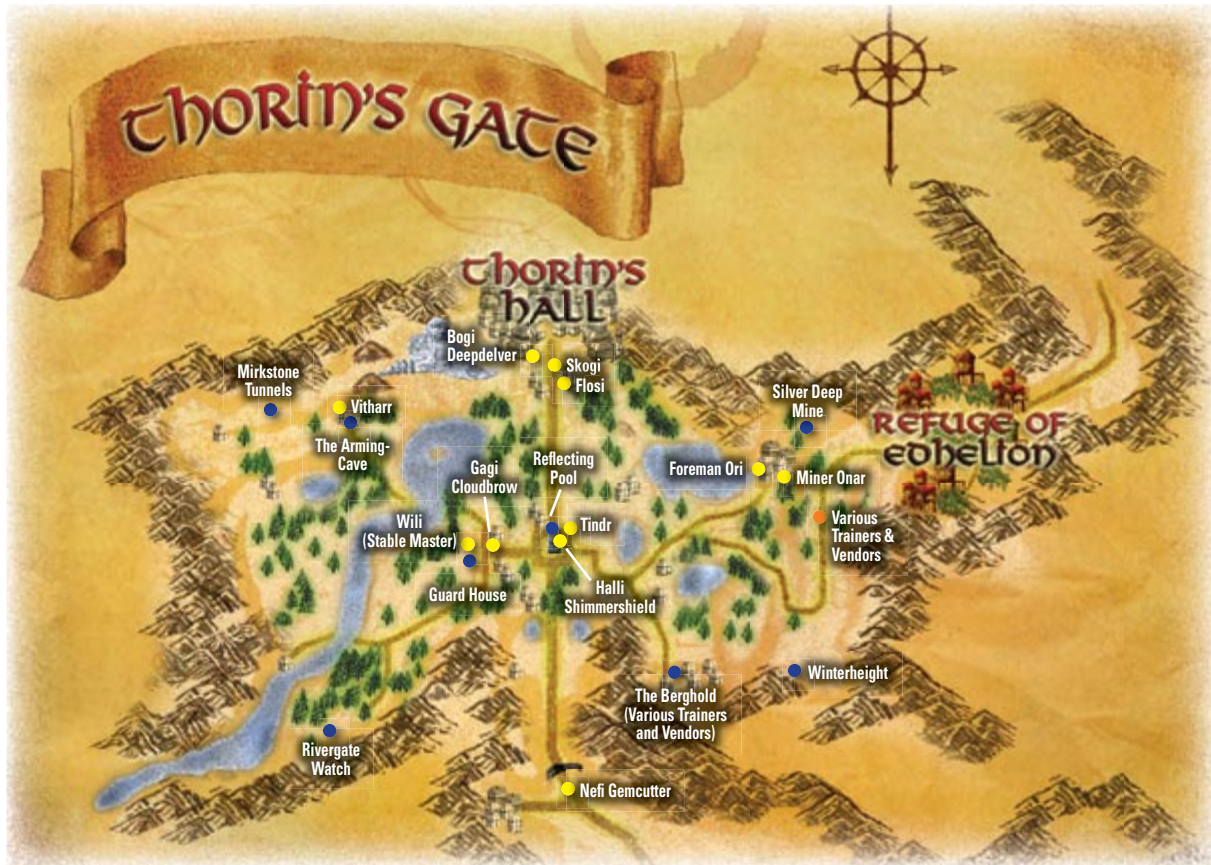 THORIN'S GATE
THORIN'S
HALL
Bogi
Deepdelver
Skogi
Flosi
Mirkstone
Tunnels
Vitharr
The Arming-
Cave
Silver Deep
Mine
REFUGE OF
EDHELION
Gagi
Cloudbrow
Reflecting
Pool
Foreman Ori
Miner Onar
Wili
(Stable Master)
Tindr
Various
Trainers &
Vendors
Guard House
Halli
Shimmershield
Winterheight
The Berghold
(Various Trainers
and Vendors)
Rivergate
Watch
Nefi Gemcutter